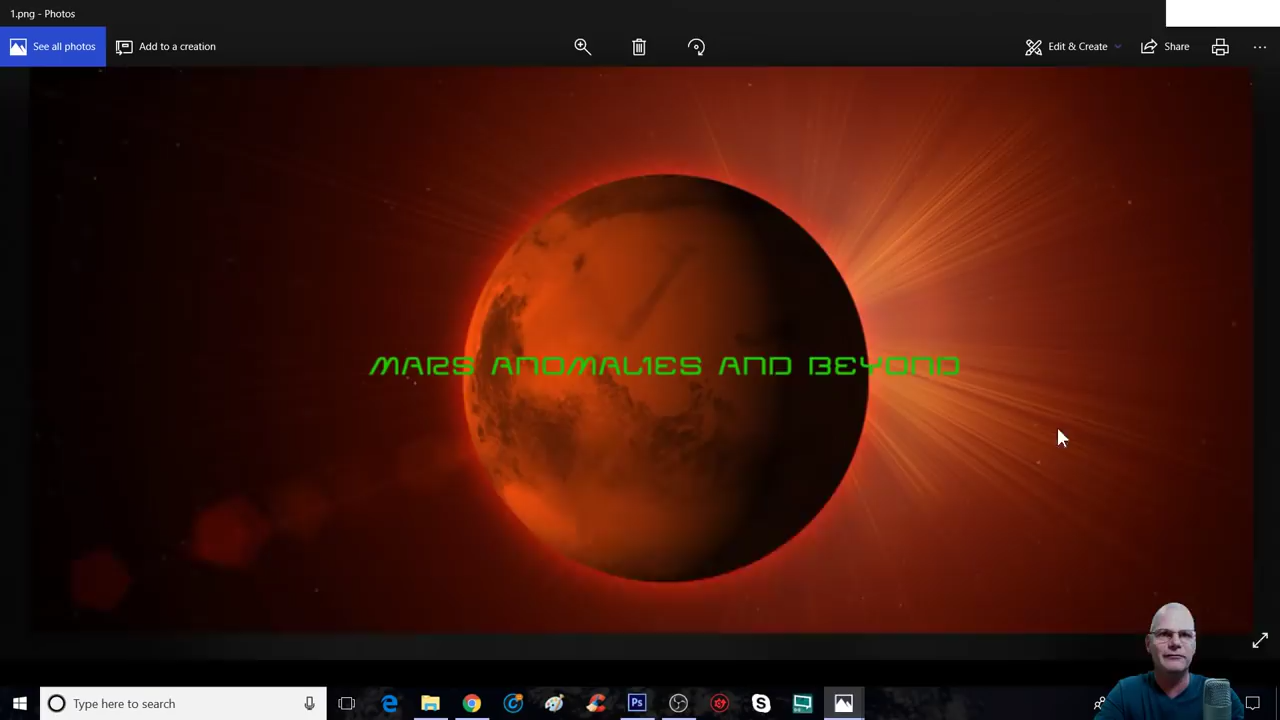 1.png - Photos
See all photos
Add to a creation
Edit & Create
Share
MARS ANOMALIES AND BEYOND
Type here to search
Ps